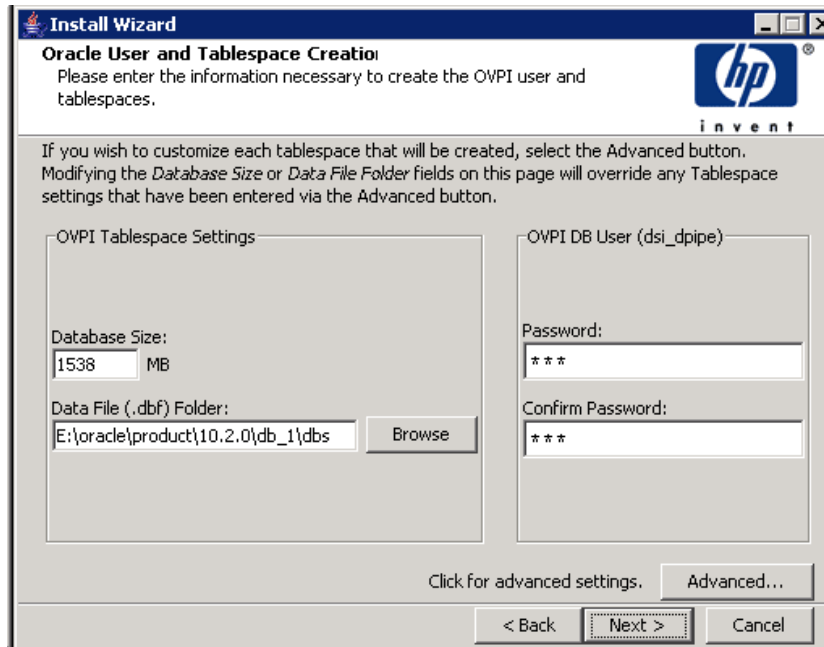 Install Wizard
Oracle User and Tablespace Creation
Please enter the information necessary to create the OVPI user and
tablespaces.
hp
®
invent
If you wish to customize each tablespace that will be created, select the Advanced button.
Modifying the Database Size or Data File Folder fields on this page will override any Tablespace
settings that have been entered via the Advanced button.
OVPI Tablespace Settings
Database Size:
1538 MB
Data File (.dbf) Folder:
E:\oracle\product\10.2.0\db_1\dbs Browse
OVPI DB User (dsi_dpipe)
Password:
***
Confirm Password:
***
Click for advanced settings. Advanced...
< Back Next > Cancel